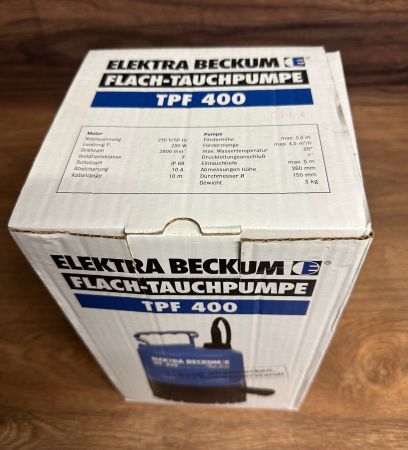 ELEKTRA BECKUM E®
FLACH-TAUCHPUMPE
TPF 400
Motor
Netzspannung 230 V/50 Hz
Leistung P₁ 250 W
Drehzahl 2800 min⁻¹
Isolationsklasse F
Schutzart IP 68
Absicherung 10 A
Kabellänge 10 m
Pumpe
Förderhöhe max. 5,5 m
Fördermenge max. 4,5 m³/h
max. Wassertemperatur 35°
Druckleitungsanschluß 1"
Eintauchtiefe max. 5 m
Abmessungen Höhe 260 mm
Durchmesser Ø 155 mm
Gewicht 3 kg
ELEKTRA BECKUM E®
FLACH-TAUCHPUMPE
TPF 400
ELEKTRA BECKUM E